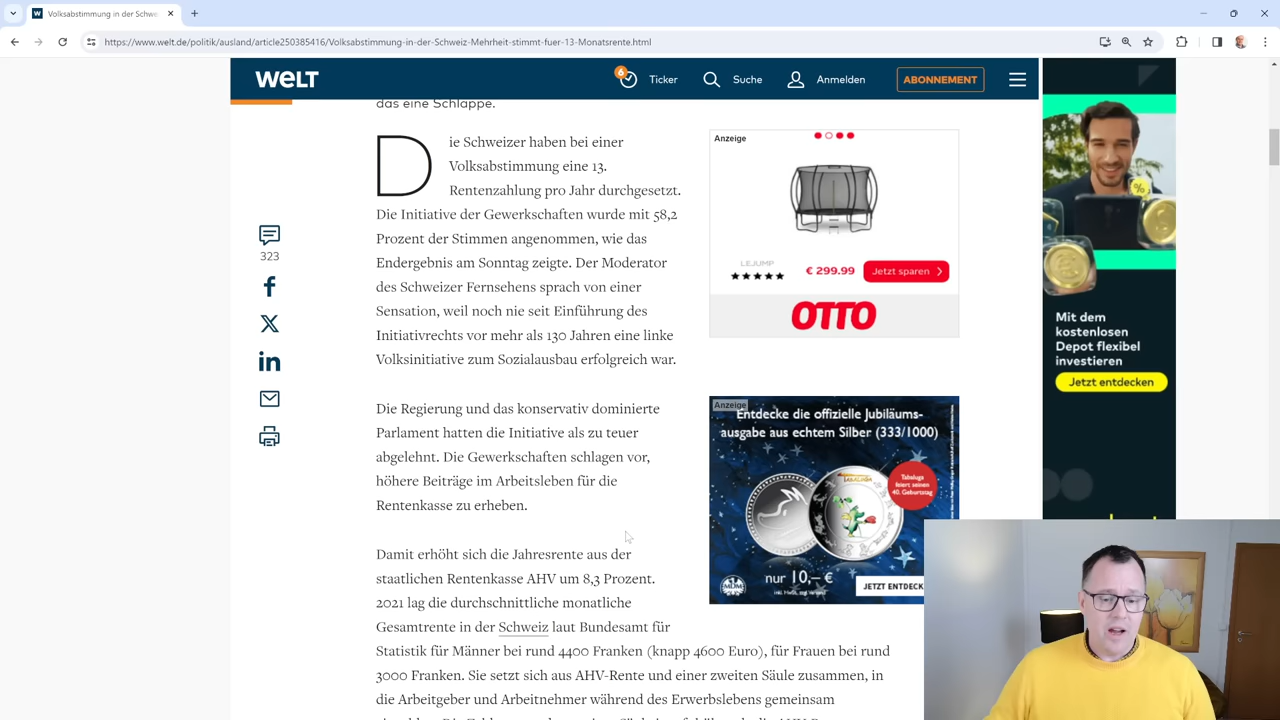 Volksabstimmung in der Schwe
https://www.welt.de/politik/ausland/article250385416/Volksabstimmung-in-der-Schweiz-Mehrheit-stimmt-fuer-13-Monatsrente.html
WELT
6
Ticker
Suche
Anmelden
ABONNEMENT
das eine Schlappe.
Die Schweizer haben bei einer
Volksabstimmung eine 13.
Rentenzahlung pro Jahr durchgesetzt.
Die Initiative der Gewerkschaften wurde mit 58,2
Prozent der Stimmen angenommen, wie das
Endergebnis am Sonntag zeigte. Der Moderator
des Schweizer Fernsehens sprach von einer
Sensation, weil noch nie seit Einführung des
Initiativrechts vor mehr als 130 Jahren eine linke
Volksinitiative zum Sozialausbau erfolgreich war.
323
Die Regierung und das konservativ dominierte
Parlament hatten die Initiative als zu teuer
abgelehnt. Die Gewerkschaften schlagen vor,
höhere Beiträge im Arbeitsleben für die
Rentenkasse zu erheben.
Damit erhöht sich die Jahresrente aus der
staatlichen Rentenkasse AHV um 8,3 Prozent.
2021 lag die durchschnittliche monatliche
Gesamtrente in der Schweiz laut Bundesamt für
Statistik für Männer bei rund 4400 Franken (knapp 4600 Euro), für Frauen bei rund
3000 Franken. Sie setzt sich aus AHV-Rente und einer zweiten Säule zusammen, in
die Arbeitgeber und Arbeitnehmer während des Erwerbslebens gemeinsam
Anzeige
LEJUMP
€ 299.99
Jetzt sparen
OTTO
Anzeige
Entdecke die offizielle Jubiläums-
ausgabe aus echtem Silber (333/1000)
Tabaluga
feiert seinen
40. Geburtstag
nur 10,– €
JETZT ENTDECK
MDM
%
Mit dem
kostenlosen
Depot flexibel
investieren
Jetzt entdecken